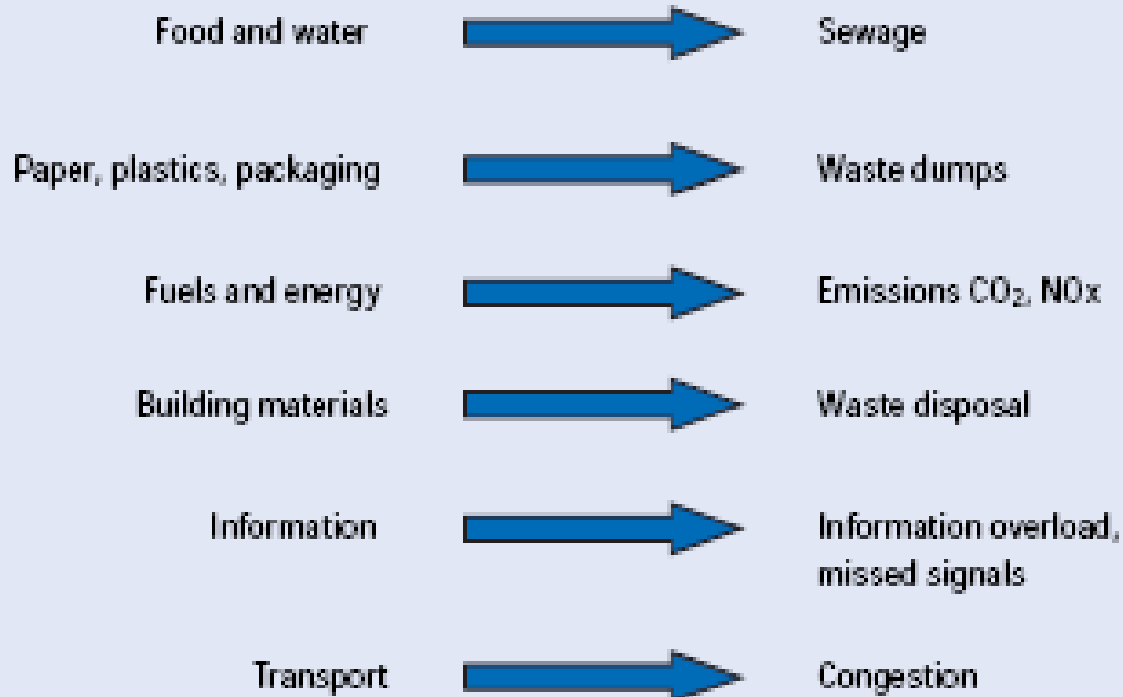 Food and water Sewage
Paper, plastics, packaging Waste dumps
Fuels and energy Emissions CO₂, NOx
Building materials Waste disposal
Information Information overload,
missed signals
Transport Congestion